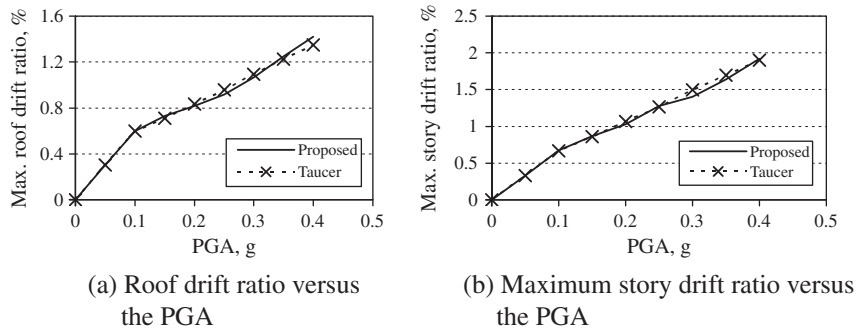 Max. roof drift ratio, %
1.6
1.2
0.8
0.4
0
0 0.1 0.2 0.3 0.4 0.5
PGA, g
Proposed
Taucer
(a) Roof drift ratio versus
the PGA
Max. story drift ratio, %
2.5
2
1.5
1
0.5
0
0 0.1 0.2 0.3 0.4 0.5
PGA, g
Proposed
Taucer
(b) Maximum story drift ratio versus
the PGA